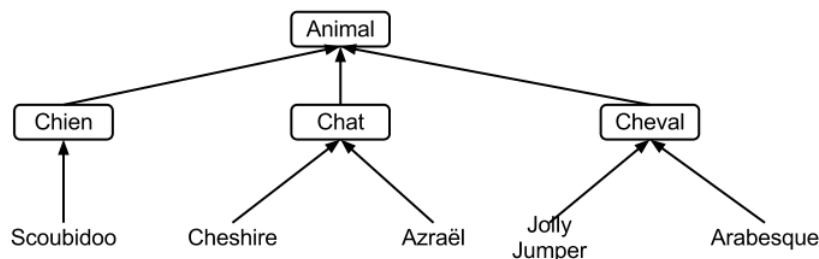 Animal
Chien
Chat
Cheval
Scoubidoo
Cheshire
Azraël
Jolly
Jumper
Arabesque